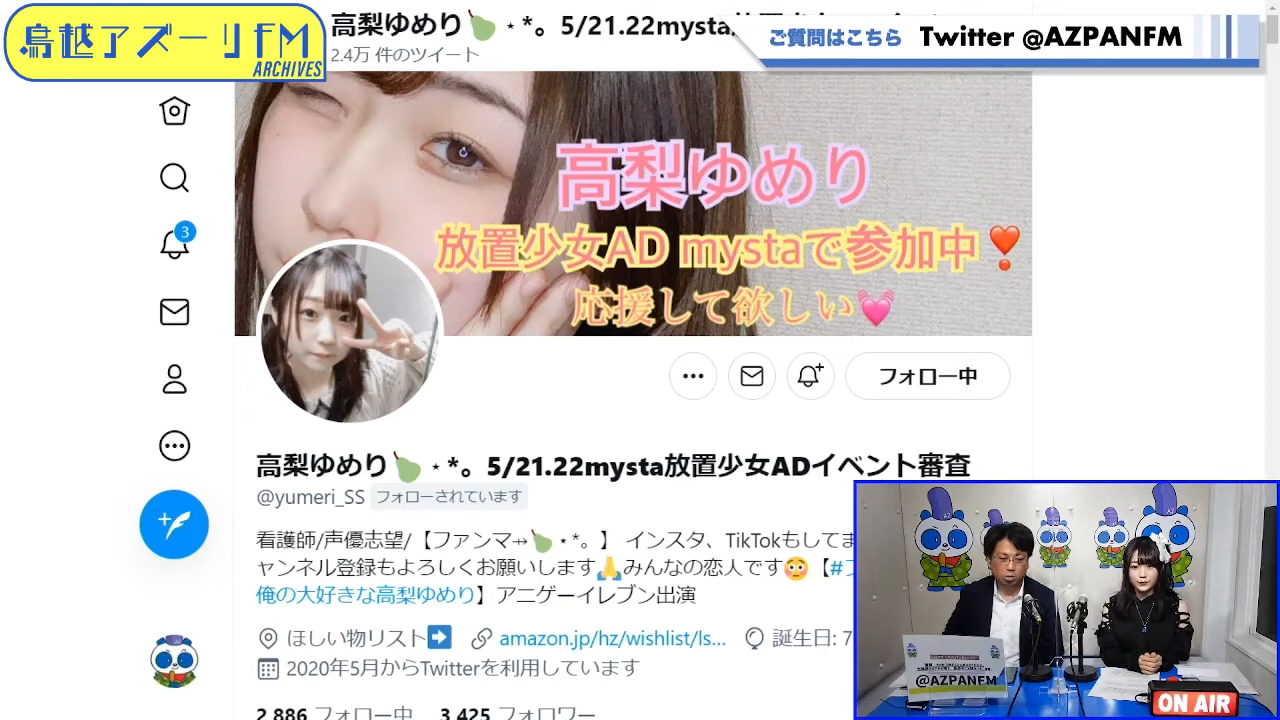 鳥越アズーリFM
ARCHIVES
高梨ゆめり🍐⋆*。5/21.22mysta
2.4万 件のツイート
ご質問はこちら Twitter @AZPANFM
3
高梨ゆめり
放置少女AD mystaで参加中❣️
応援して欲しい💓
フォロー中
高梨ゆめり🍐⋆*。5/21.22mysta放置少女ADイベント審査
@yumeri_SS フォローされています
看護師/声優志望/【ファンマ⇸🍐⋆*。】 インスタ、TikTokもしてま
ャンネル登録もよろしくお願いします🙏みんなの恋人です😳【#
俺の大好きな高梨ゆめり】アニゲーイレブン出演
ほしい物リスト➡️ amazon.jp/hz/wishlist/ls... 誕生日: 7
2020年5月からTwitterを利用しています
2,886 フォロー中 3,425 フォロワー
@AZPANFM
ON AIR